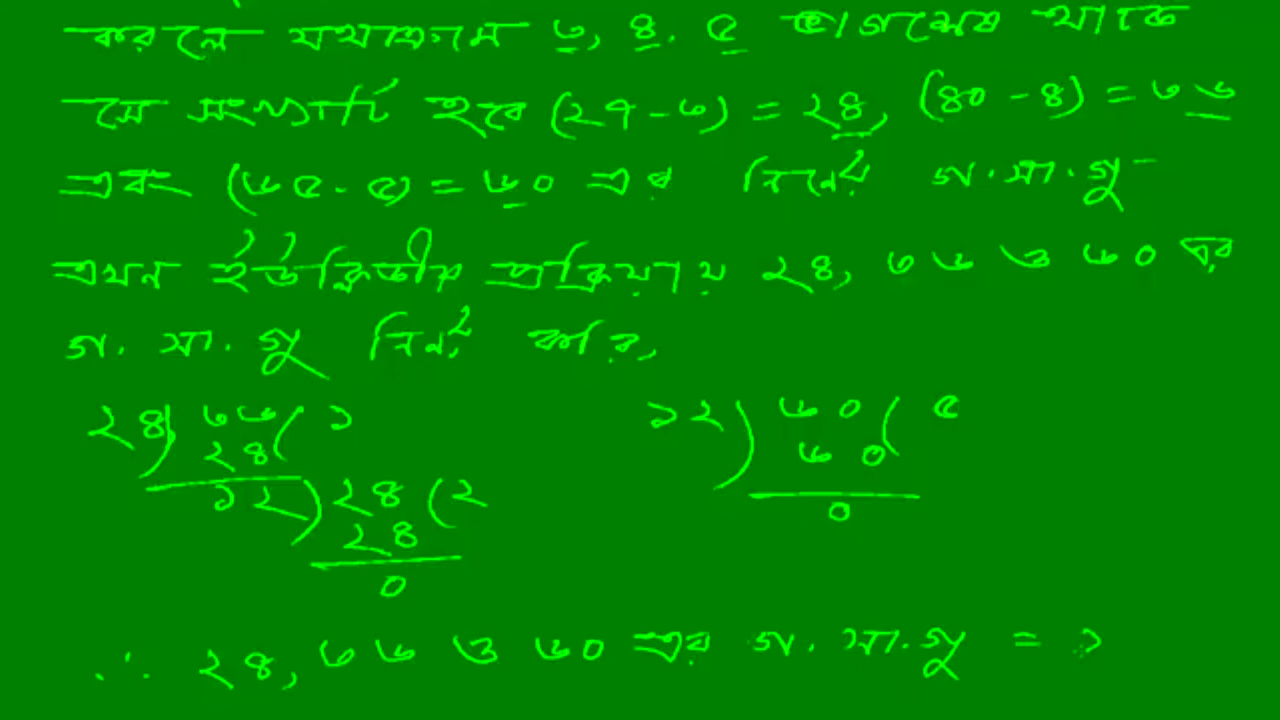 করলে যথাক্রমে ৩, ৪, ৫ ভাগশেষ থাকে
সে সংখ্যাটি হবে (২৭ - ৩) = ২৪, (৪০ - ৪) = ৩৬
এবং (৬৫ - ৫) = ৬০ এর নির্ণেয় গ.সা.গু
এখন ইউক্লিডীয় প্রক্রিয়ায় ২৪, ৩৬ ও ৬০ এর
গ.সা.গু নির্ণয় করি,
২৪) ৩৬ ( ১
২৪
১২) ২৪ (২
২৪
০
১২) ৬০ ( ৫
৬০
০
∴ ২৪, ৩৬ ও ৬০ এর গ.সা.গু = ১